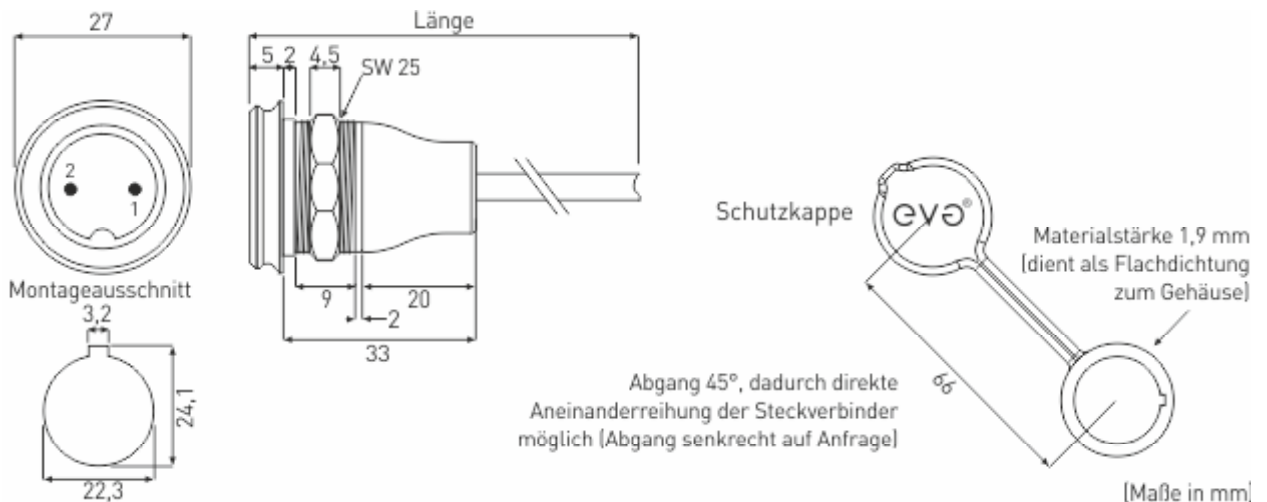 27
2
1
Montageausschnitt
3,2
24,1
22,3
Länge
5 2 4,5
SW 25
9
20
2
33
Schutzkappe
eva®
Materialstärke 1,9 mm
(dient als Flachdichtung
zum Gehäuse)
66
Abgang 45°, dadurch direkte
Aneinanderreihung der Steckverbinder
möglich (Abgang senkrecht auf Anfrage)
(Maße in mm)